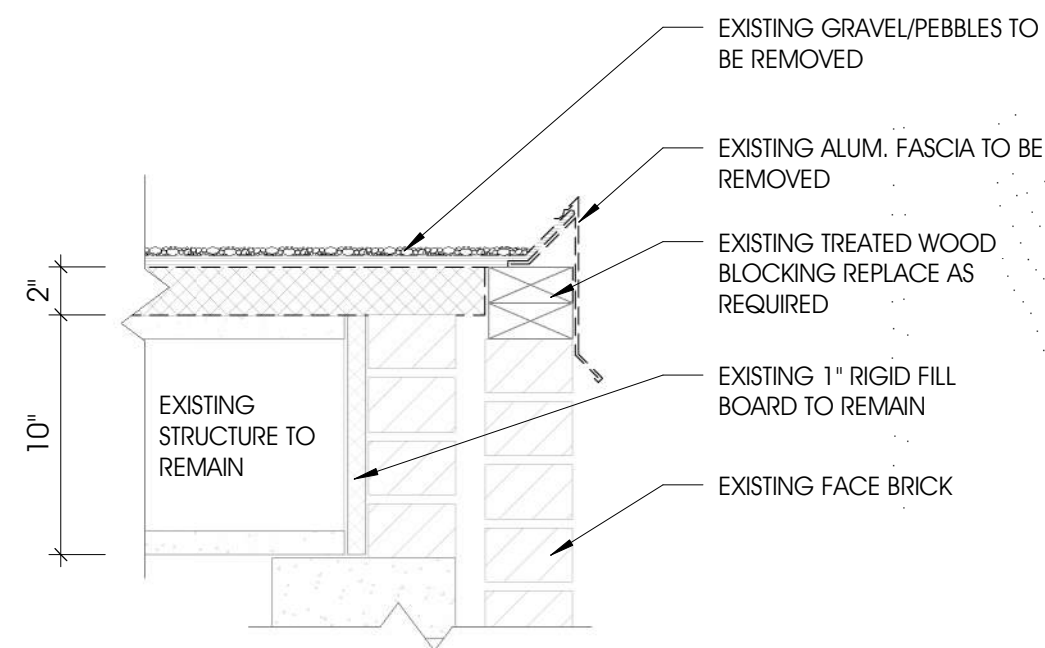 EXISTING GRAVEL/PEBBLES TO
BE REMOVED
EXISTING ALUM. FASCIA TO BE
REMOVED
EXISTING TREATED WOOD
BLOCKING REPLACE AS
REQUIRED
2"
10"
EXISTING
STRUCTURE TO
REMAIN
EXISTING 1" RIGID FILL
BOARD TO REMAIN
EXISTING FACE BRICK